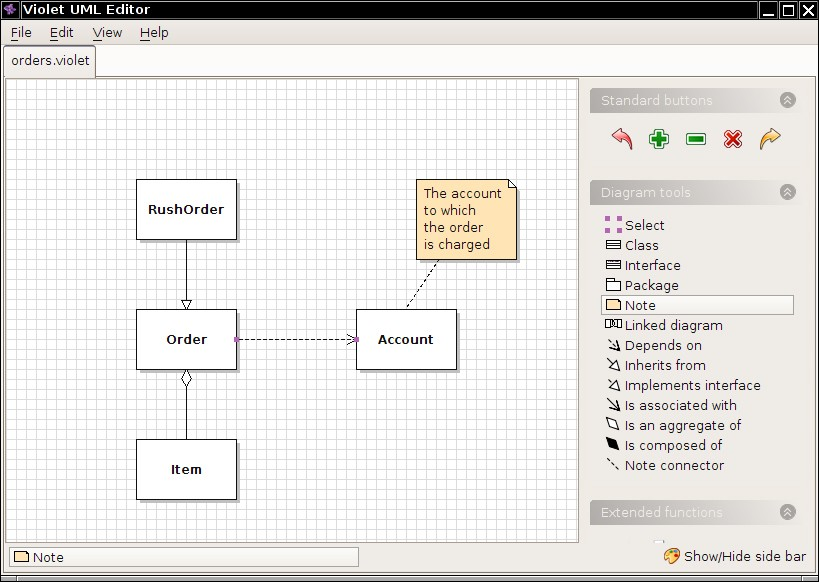 Violet UML Editor
File Edit View Help
orders.violet
RushOrder
The account
to which
the order
is charged
Order
Account
Item
Standard buttons
Diagram tools
Select
Class
Interface
Package
Note
Linked diagram
Depends on
Inherits from
Implements interface
Is associated with
Is an aggregate of
Is composed of
Note connector
Extended functions
Note
Show/Hide side bar